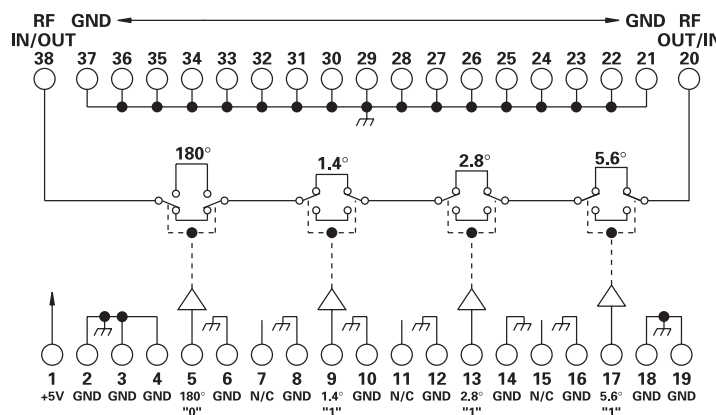 RF GND GND RF
IN/OUT OUT/IN
38 37 36 35 34 33 32 31 30 29 28 27 26 25 24 23 22 21 20
180° 1.4° 2.8° 5.6°
1 2 3 4 5 6 7 8 9 10 11 12 13 14 15 16 17 18 19
+5V GND GND GND 180° GND N/C GND 1.4° GND N/C GND 2.8° GND N/C GND 5.6° GND GND
"0" "1" "1" "1"